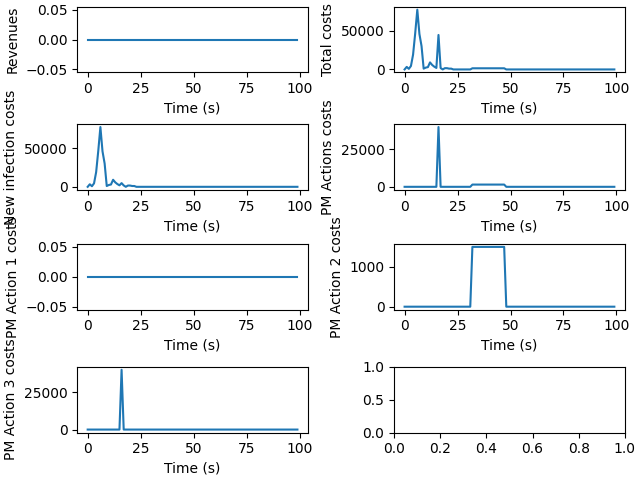 Revenues
0.05
0.00
−0.05
0 25 50 75 100
Time (s)
Total costs
50000
0
0 25 50 75 100
Time (s)
New infection costs
50000
0
0 25 50 75 100
Time (s)
PM Actions costs
25000
0
0 25 50 75 100
Time (s)
PM Action 1 costs
0.05
0.00
−0.05
0 25 50 75 100
Time (s)
PM Action 2 costs
1000
0
0 25 50 75 100
Time (s)
PM Action 3 costs
25000
0
0 25 50 75 100
Time (s)
1.0
0.5
0.0
0.0 0.2 0.4 0.6 0.8 1.0